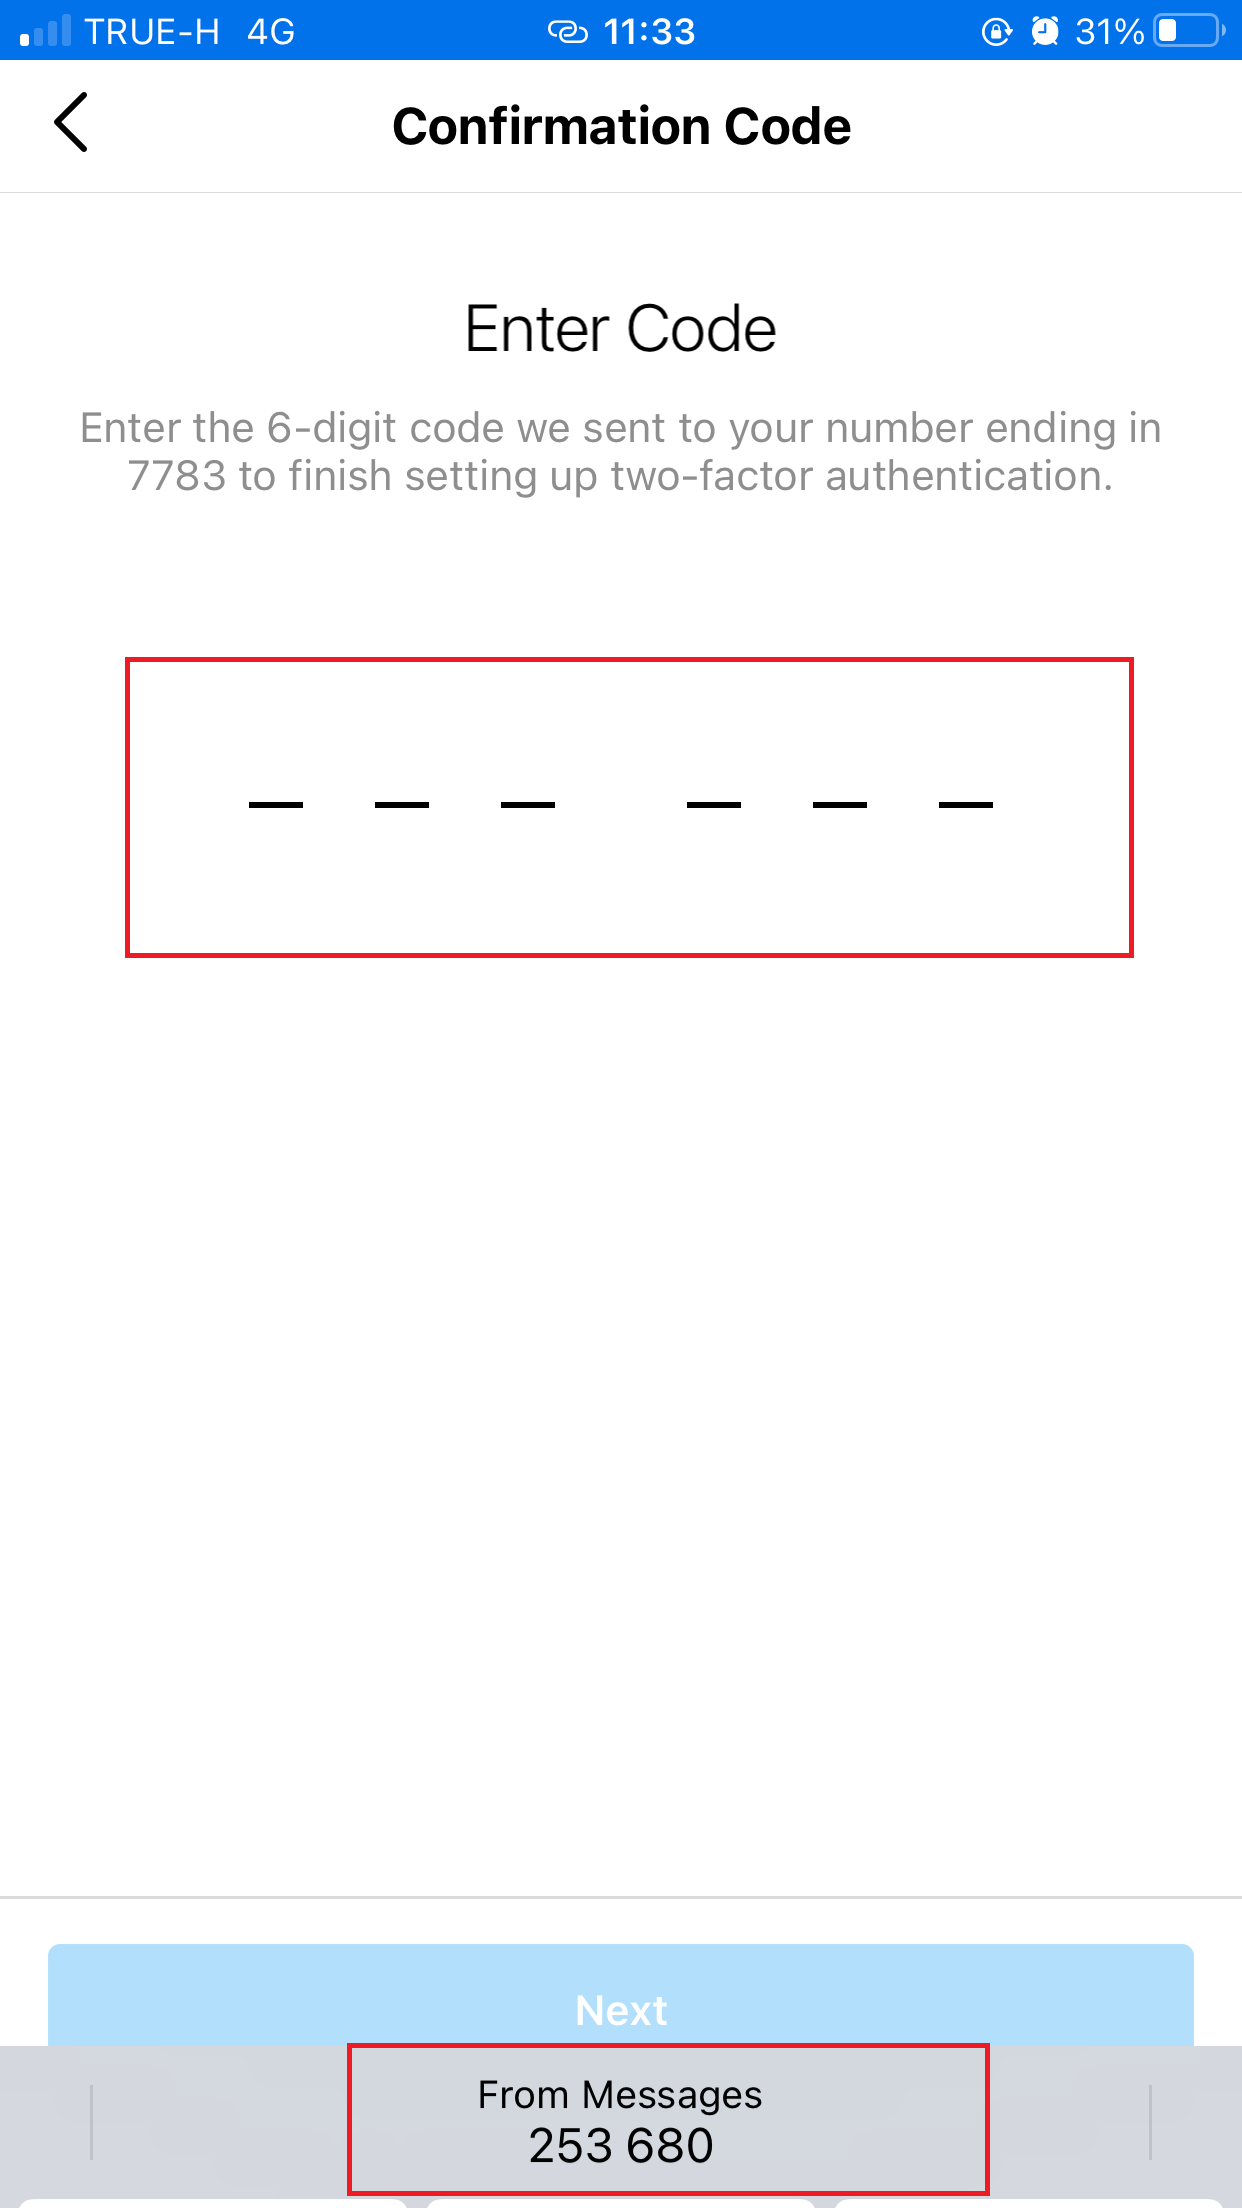 TRUE-H 4G 11:33 31%
Confirmation Code
Enter Code
Enter the 6-digit code we sent to your number ending in
7783 to finish setting up two-factor authentication.
Next
From Messages
253 680